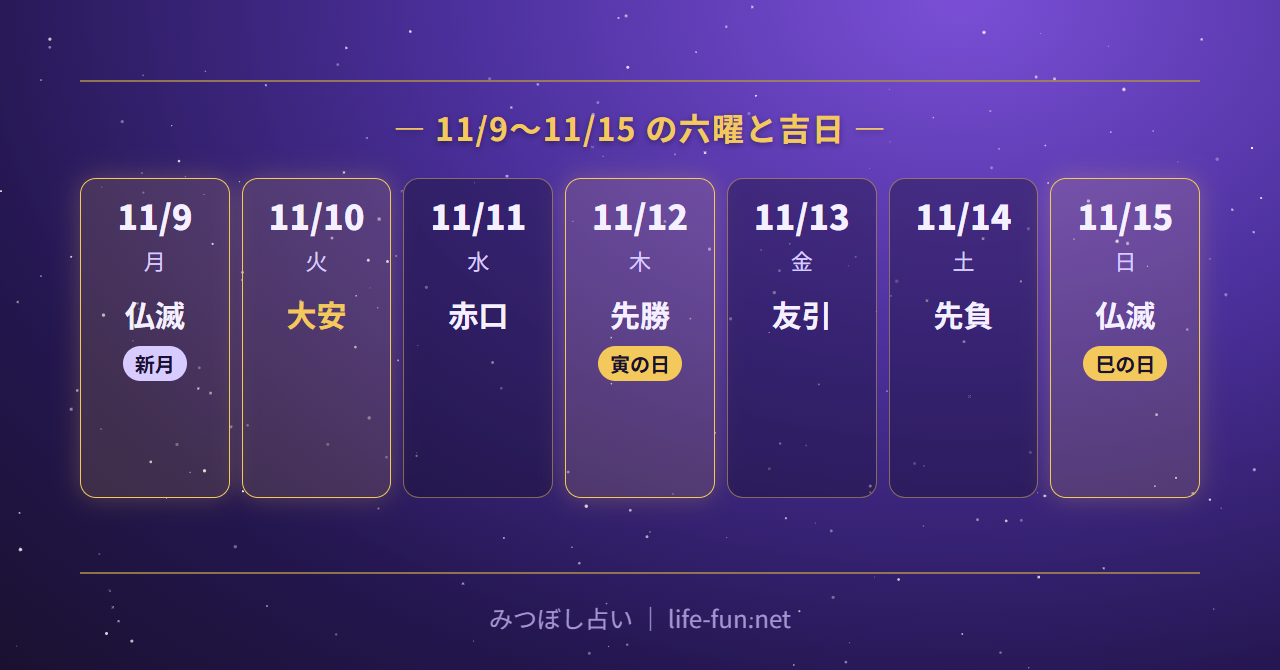 — 11/9〜11/15 の六曜と吉日 —
11/9
月
仏滅
新月
11/10
火
大安
11/11
水
赤口
11/12
木
先勝
寅の日
11/13
金
友引
11/14
土
先負
11/15
日
仏滅
巳の日
みつぼし占い ｜ life-fun.net